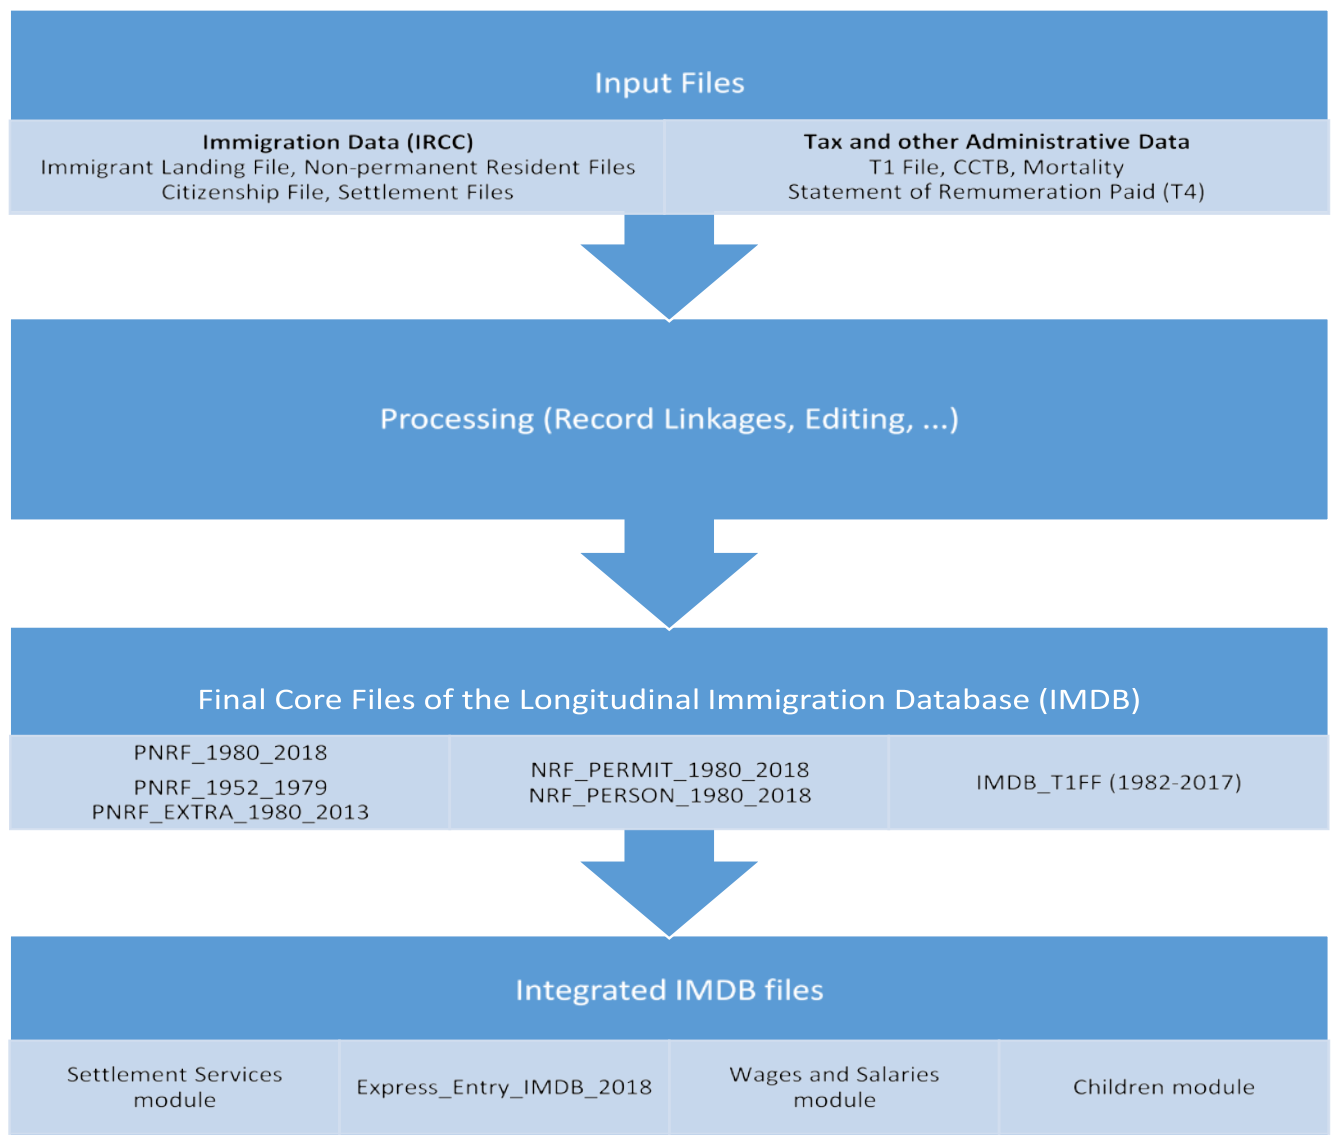 Input Files
Immigration Data (IRCC)
Immigrant Landing File, Non-permanent Resident Files
Citizenship File, Settlement Files
Tax and other Administrative Data
T1 File, CCTB, Mortality
Statement of Remumeration Paid (T4)
Processing (Record Linkages, Editing, ...)
Final Core Files of the Longitudinal Immigration Database (IMDB)
PNRF_1980_2018
PNRF_1952_1979
PNRF_EXTRA_1980_2013
NRF_PERMIT_1980_2018
NRF_PERSON_1980_2018
IMDB_T1FF (1982-2017)
Integrated IMDB files
Settlement Services
module
Express_Entry_IMDB_2018
Wages and Salaries
module
Children module